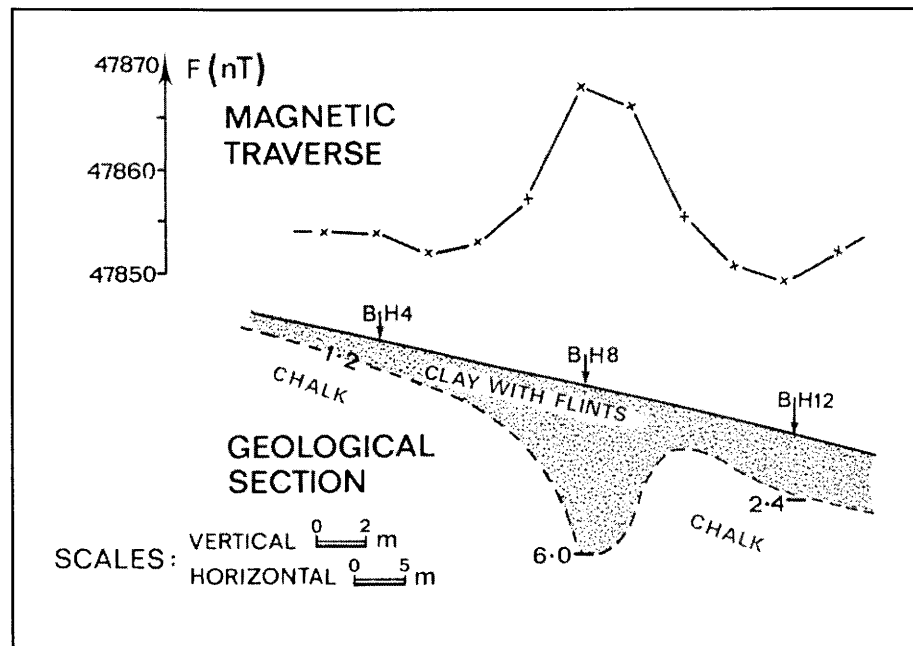 47870
F (nT)
MAGNETIC
TRAVERSE
47860
47850
BH4
1·2
CHALK
CLAY WITH FLINTS
BH8
BH12
GEOLOGICAL
SECTION
2·4
CHALK
6·0
SCALES:
VERTICAL 0 2 m
HORIZONTAL 0 5 m